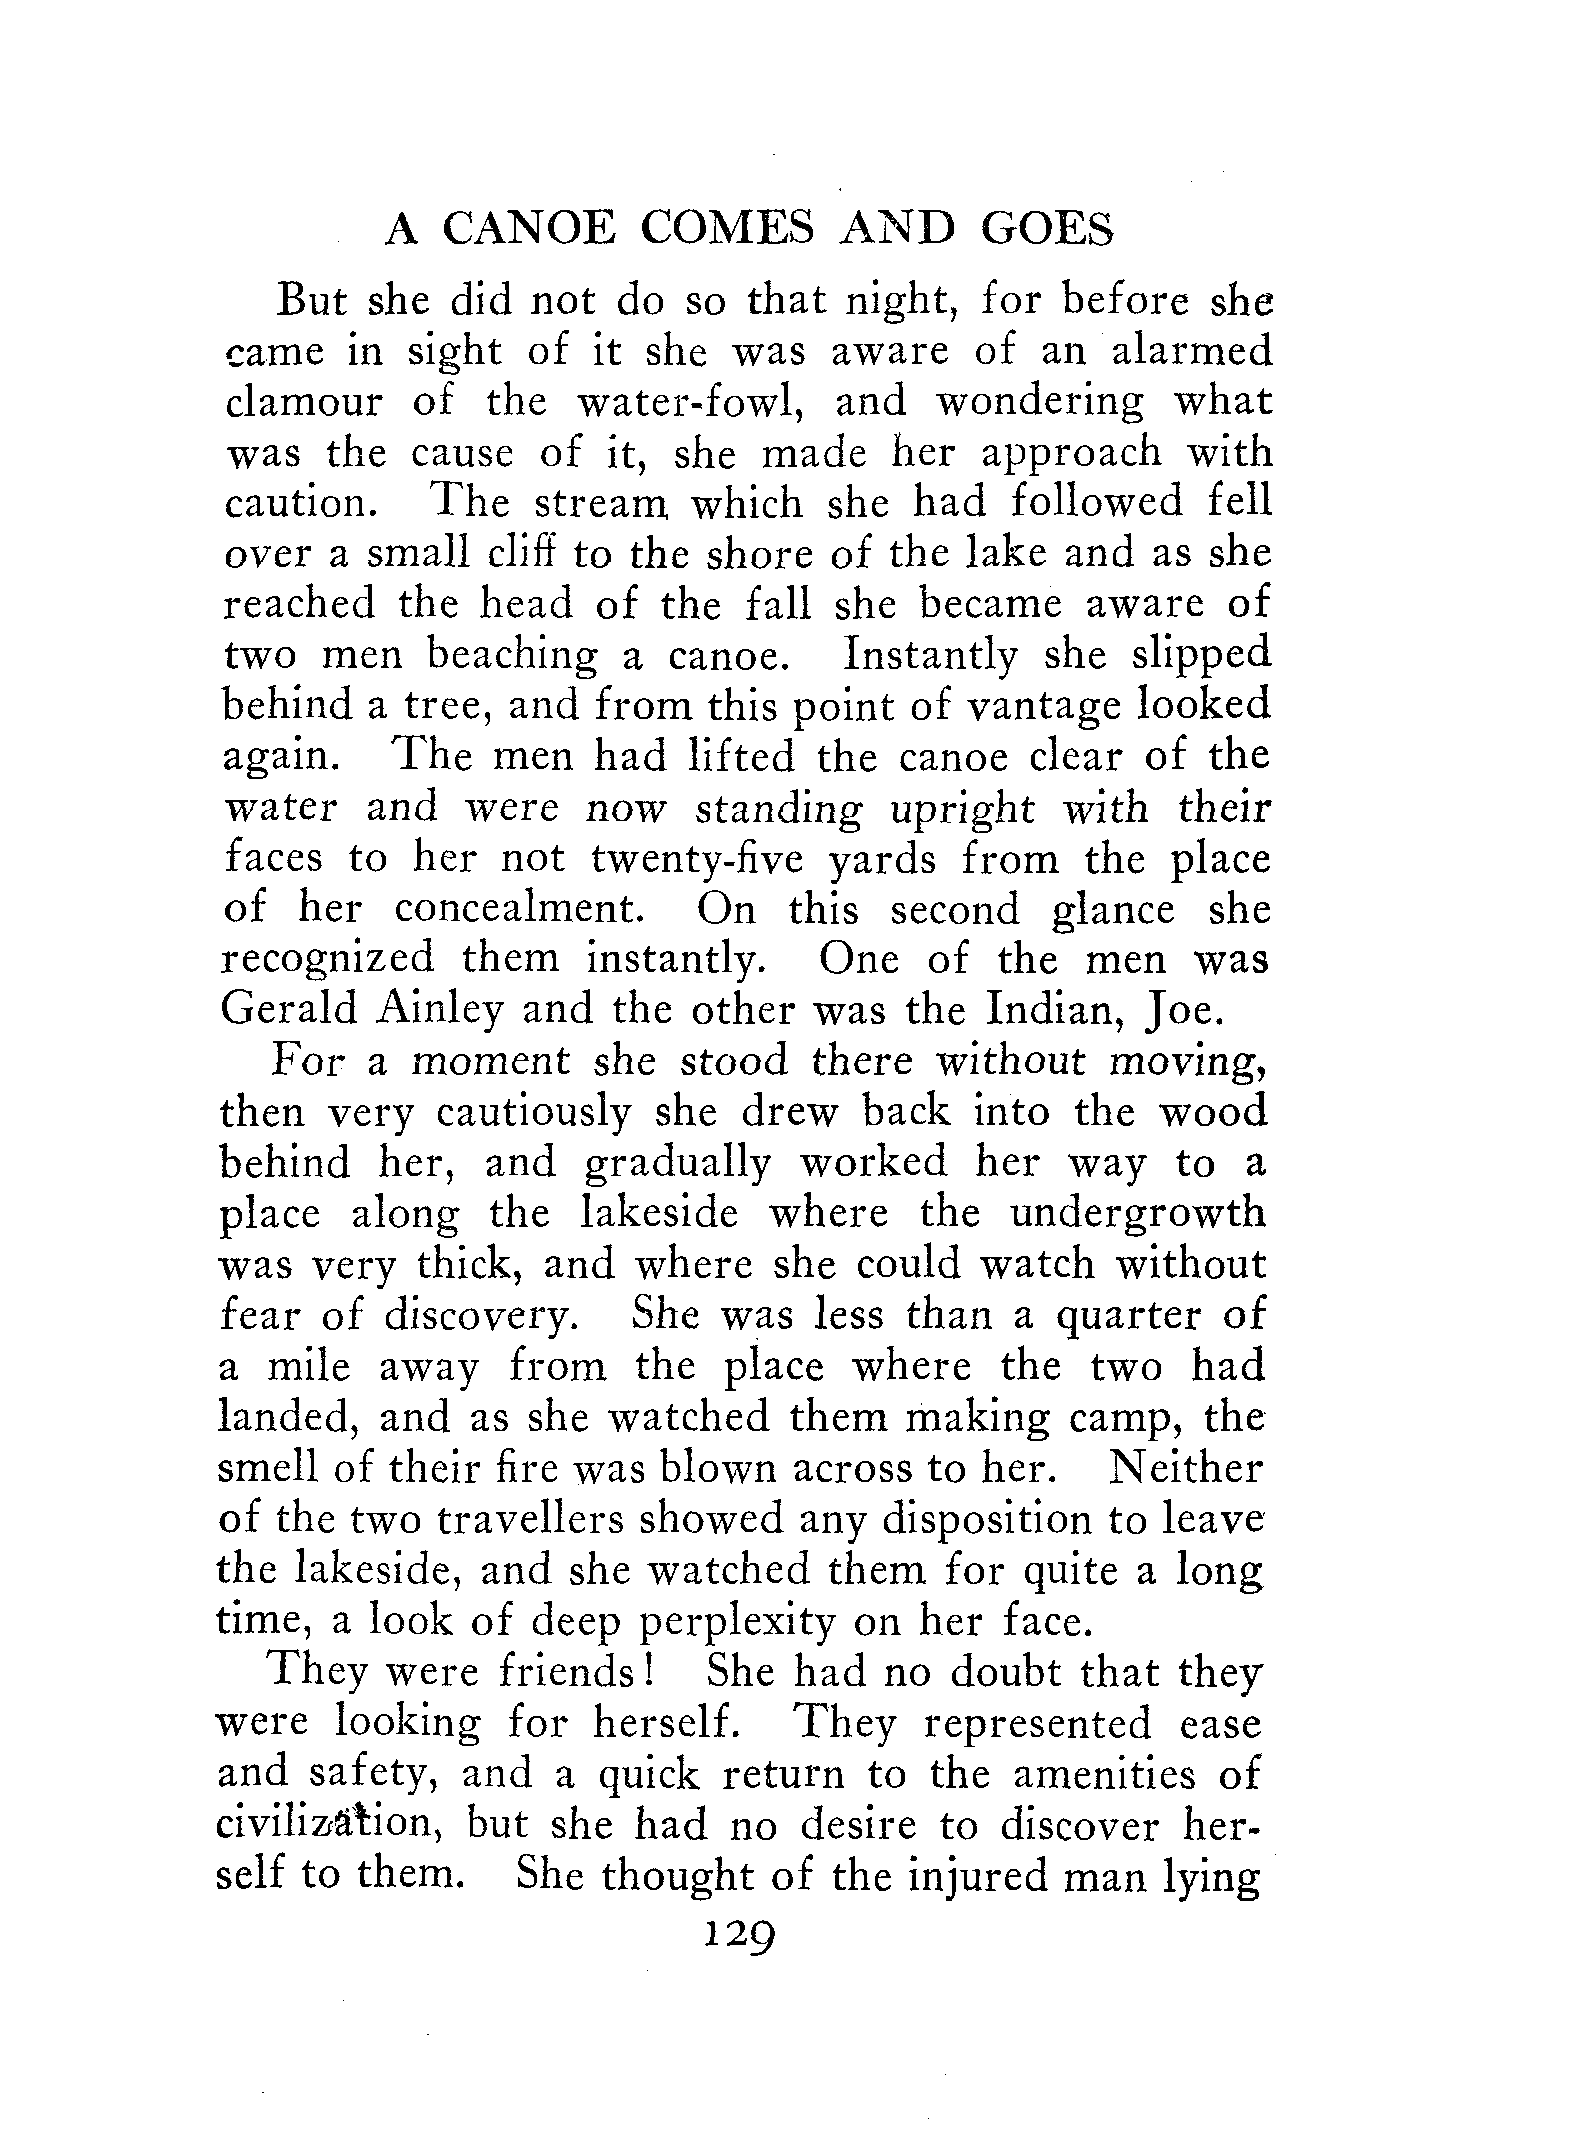 A CANOE COMES AND GOES
But she did not do so that night, for before she
came in sight of it she was aware of an alarmed
clamour of the water-fowl, and wondering what
was the cause of it, she made her approach with
caution. The stream which she had followed fell
over a small cliff to the shore of the lake and as she
reached the head of the fall she became aware of
two men beaching a canoe. Instantly she slipped
behind a tree, and from this point of vantage looked
again. The men had lifted the canoe clear of the
water and were now standing upright with their
faces to her not twenty-five yards from the place
of her concealment. On this second glance she
recognized them instantly. One of the men was
Gerald Ainley and the other was the Indian, Joe.
For a moment she stood there without moving,
then very cautiously she drew back into the wood
behind her, and gradually worked her way to a
place along the lakeside where the undergrowth
was very thick, and where she could watch without
fear of discovery. She was less than a quarter of
a mile away from the place where the two had
landed, and as she watched them making camp, the
smell of their fire was blown across to her. Neither
of the two travellers showed any disposition to leave
the lakeside, and she watched them for quite a long
time, a look of deep perplexity on her face.
They were friends! She had no doubt that they
were looking for herself. They represented ease
and safety, and a quick return to the amenities of
civilization, but she had no desire to discover her-
self to them. She thought of the injured man lying
129